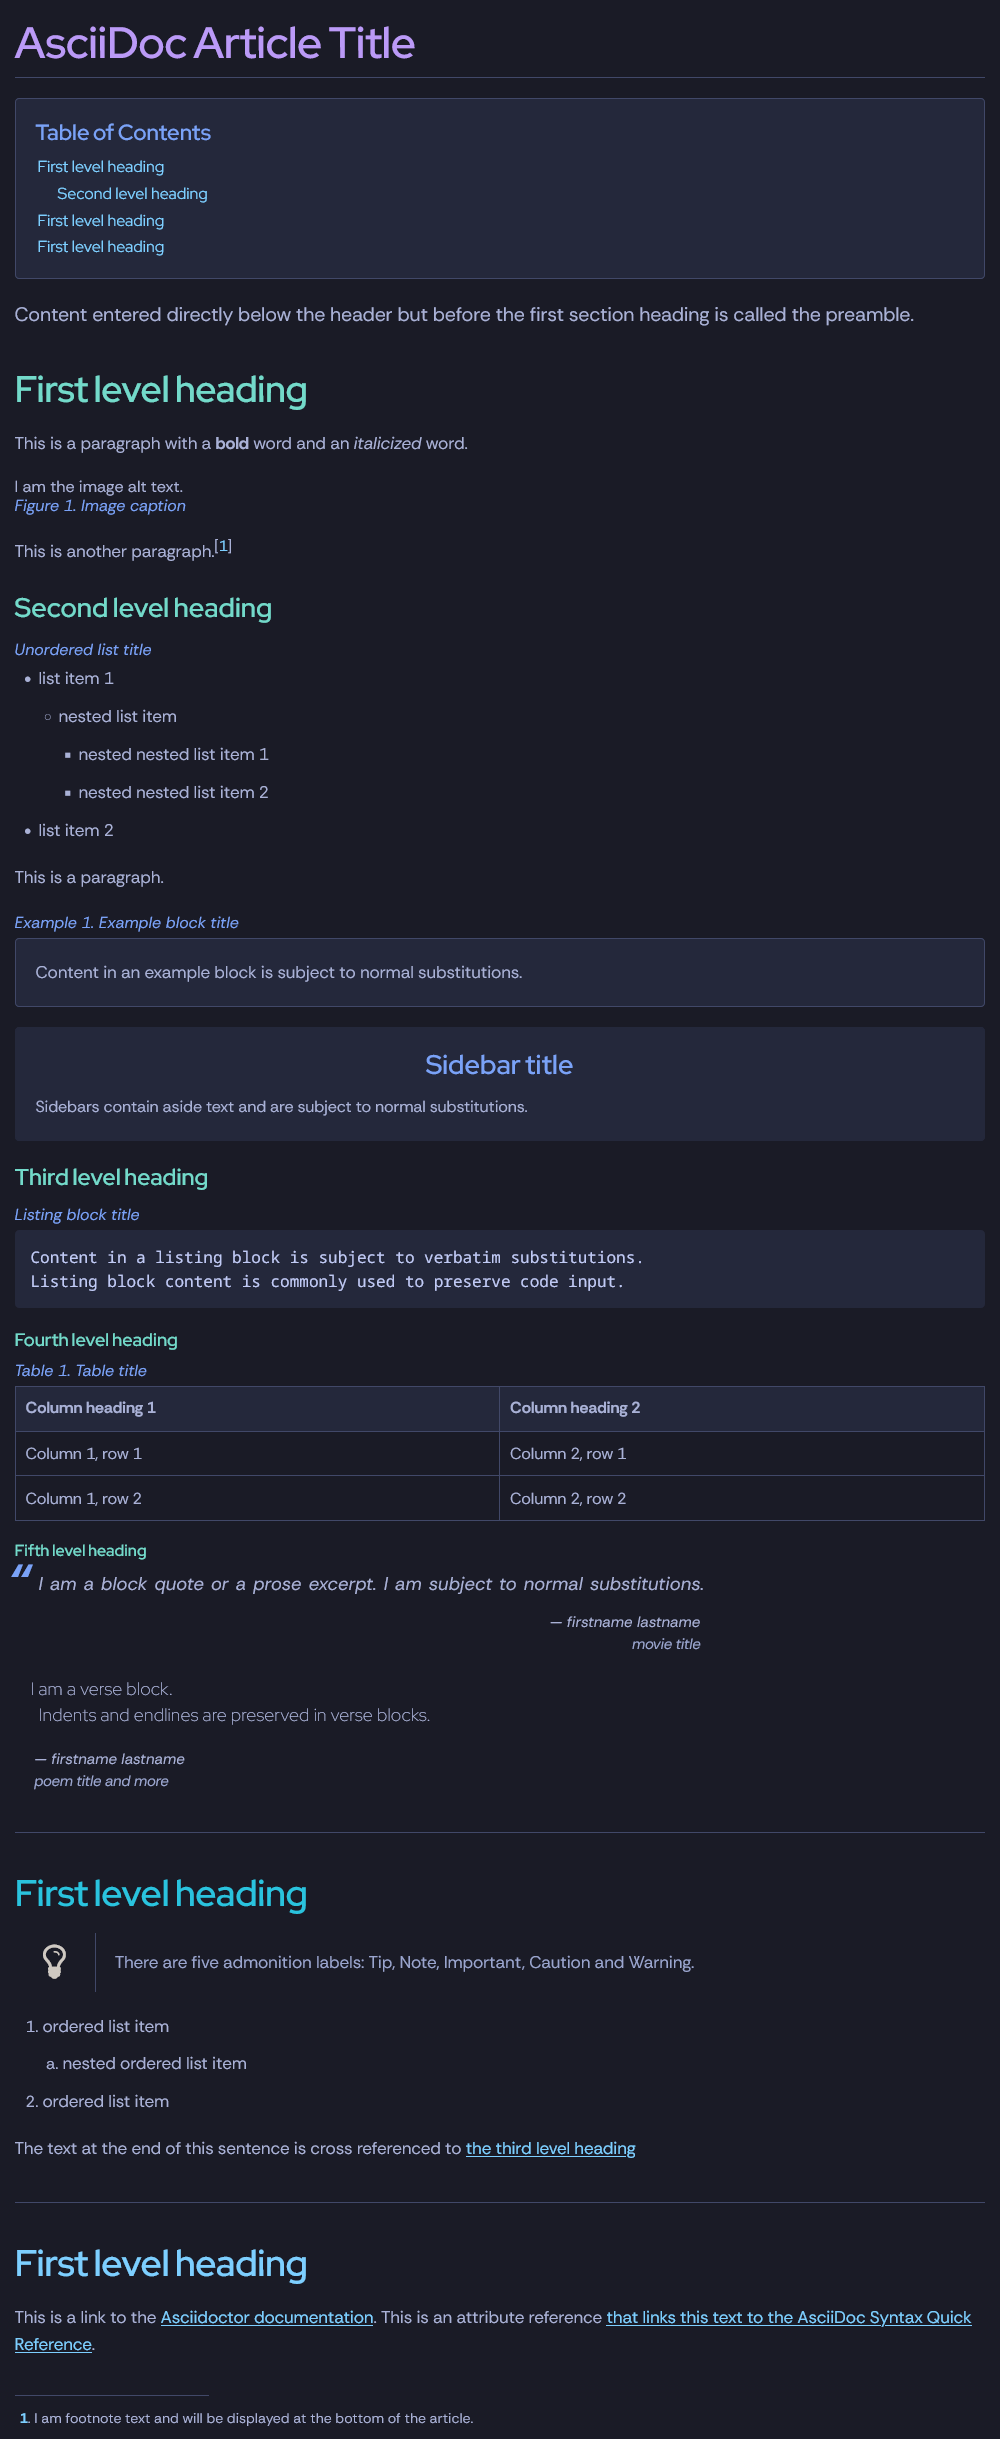 AsciiDoc Article Title
Table of Contents
First level heading
Second level heading
First level heading
First level heading
Content entered directly below the header but before the first section heading is called the preamble.
First level heading
This is a paragraph with a bold word and an italicized word.
I am the image alt text.
Figure 1. Image caption
This is another paragraph.[1]
Second level heading
Unordered list title
• list item 1
◦ nested list item
▪ nested nested list item 1
▪ nested nested list item 2
• list item 2
This is a paragraph.
Example 1. Example block title
Content in an example block is subject to normal substitutions.
Sidebar title
Sidebars contain aside text and are subject to normal substitutions.
Third level heading
Listing block title
Content in a listing block is subject to verbatim substitutions.
Listing block content is commonly used to preserve code input.
Fourth level heading
Table 1. Table title
Column heading 1 Column heading 2
Column 1, row 1 Column 2, row 1
Column 1, row 2 Column 2, row 2
Fifth level heading
“ I am a block quote or a prose excerpt. I am subject to normal substitutions.
— firstname lastname
movie title
I am a verse block.
Indents and endlines are preserved in verse blocks.
— firstname lastname
poem title and more
First level heading
There are five admonition labels: Tip, Note, Important, Caution and Warning.
1. ordered list item
a. nested ordered list item
2. ordered list item
The text at the end of this sentence is cross referenced to the third level heading
First level heading
This is a link to the Asciidoctor documentation. This is an attribute reference that links this text to the AsciiDoc Syntax Quick
Reference.
1. I am footnote text and will be displayed at the bottom of the article.